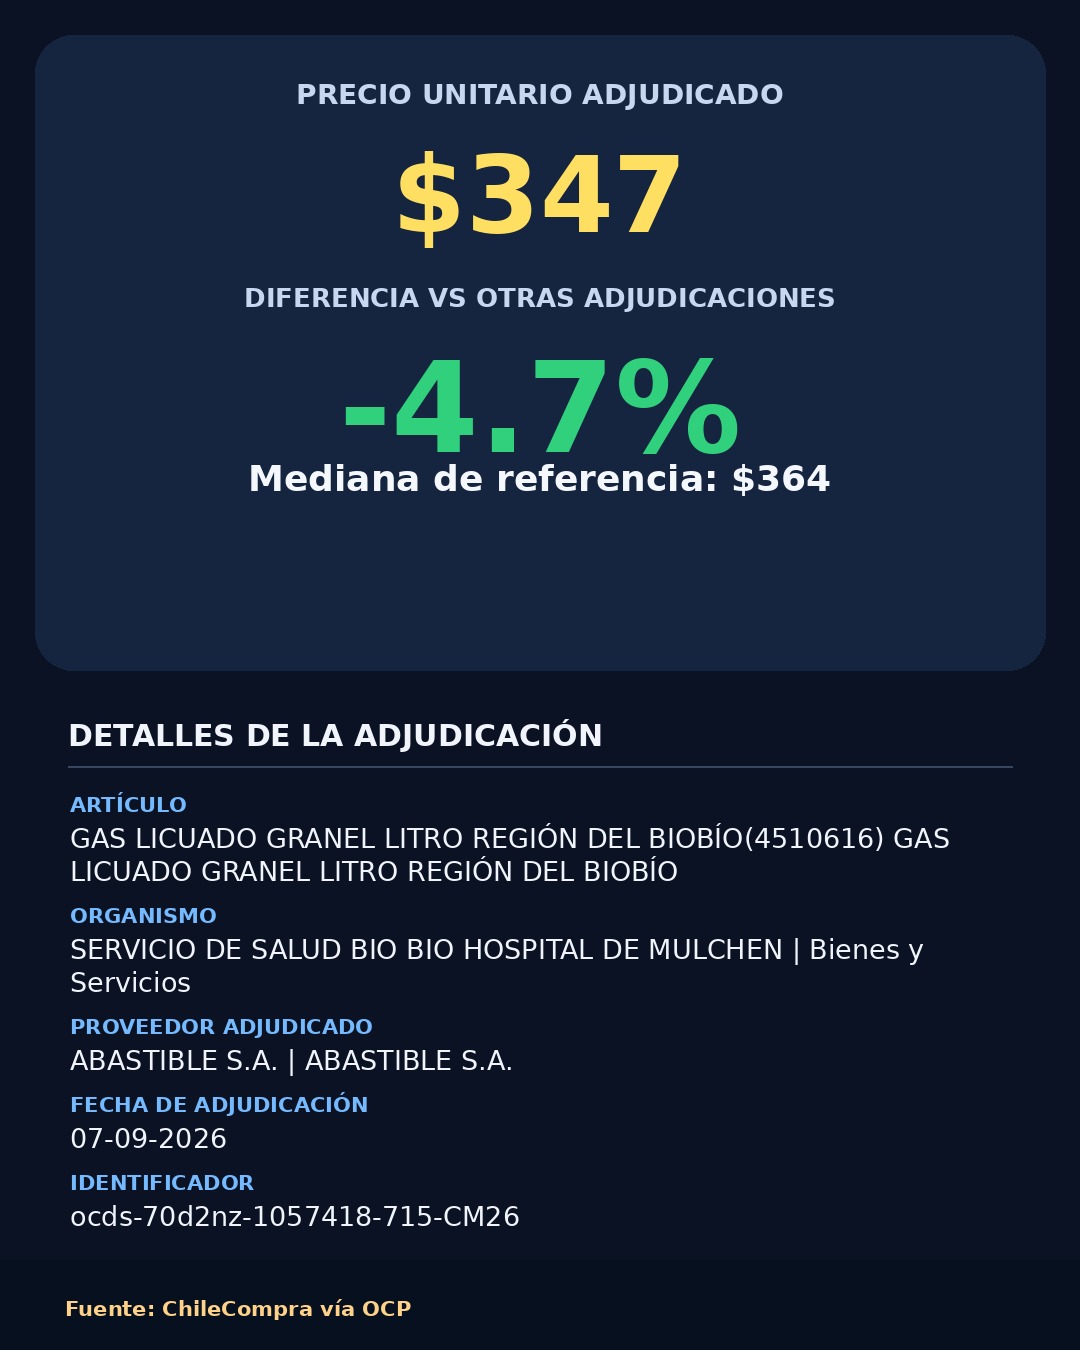 PRECIO UNITARIO ADJUDICADO
$347
DIFERENCIA VS OTRAS ADJUDICACIONES
-4.7%
Mediana de referencia: $364
DETALLES DE LA ADJUDICACIÓN
ARTÍCULO
GAS LICUADO GRANEL LITRO REGIÓN DEL BIOBÍO(4510616) GAS
LICUADO GRANEL LITRO REGIÓN DEL BIOBÍO
ORGANISMO
SERVICIO DE SALUD BIO BIO HOSPITAL DE MULCHEN | Bienes y
Servicios
PROVEEDOR ADJUDICADO
ABASTIBLE S.A. | ABASTIBLE S.A.
FECHA DE ADJUDICACIÓN
07-09-2026
IDENTIFICADOR
ocds-70d2nz-1057418-715-CM26
Fuente: ChileCompra vía OCP